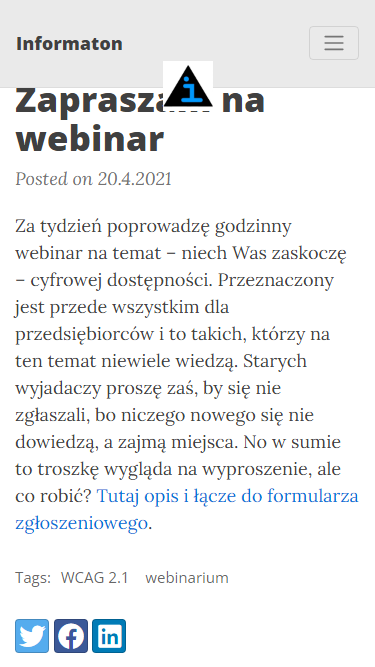 Informaton
i
Zapraszam na
webinar
Posted on 20.4.2021
Za tydzień poprowadzę godzinny
webinar na temat – niech Was zaskoczę
– cyfrowej dostępności. Przeznaczony
jest przede wszystkim dla
przedsiębiorców i to takich, którzy na
ten temat niewiele wiedzą. Starych
wyjadaczy proszę zaś, by się nie
zgłaszali, bo niczego nowego się nie
dowiedzą, a zajmą miejsca. No w sumie
to troszkę wygląda na wyproszenie, ale
co robić? Tutaj opis i łącze do formularza
zgłoszeniowego.
Tags: WCAG 2.1 webinarium